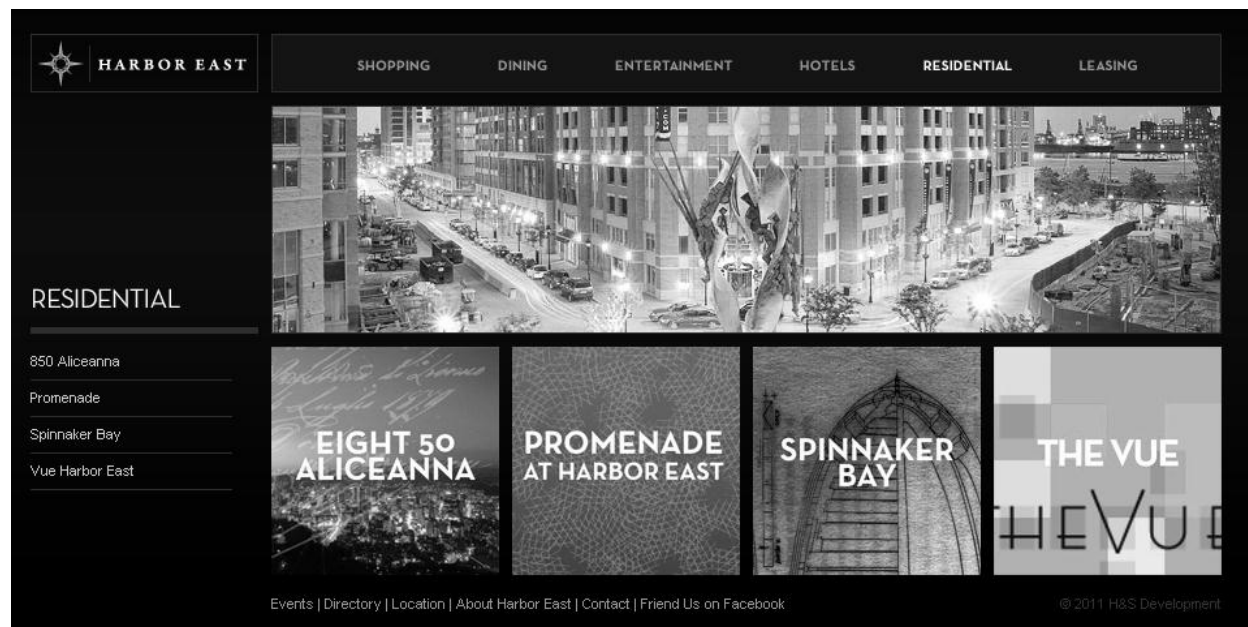 HARBOR EAST
SHOPPING DINING ENTERTAINMENT HOTELS RESIDENTIAL LEASING
RESIDENTIAL
850 Aliceanna
Promenade
Spinnaker Bay
Vue Harbor East
EIGHT 50
ALICEANNA
PROMENADE
AT HARBOR EAST
SPINNAKER
BAY
THE VUE
THEVUE
Events | Directory | Location | About Harbor East | Contact | Friend Us on Facebook
© 2011 H&S Development